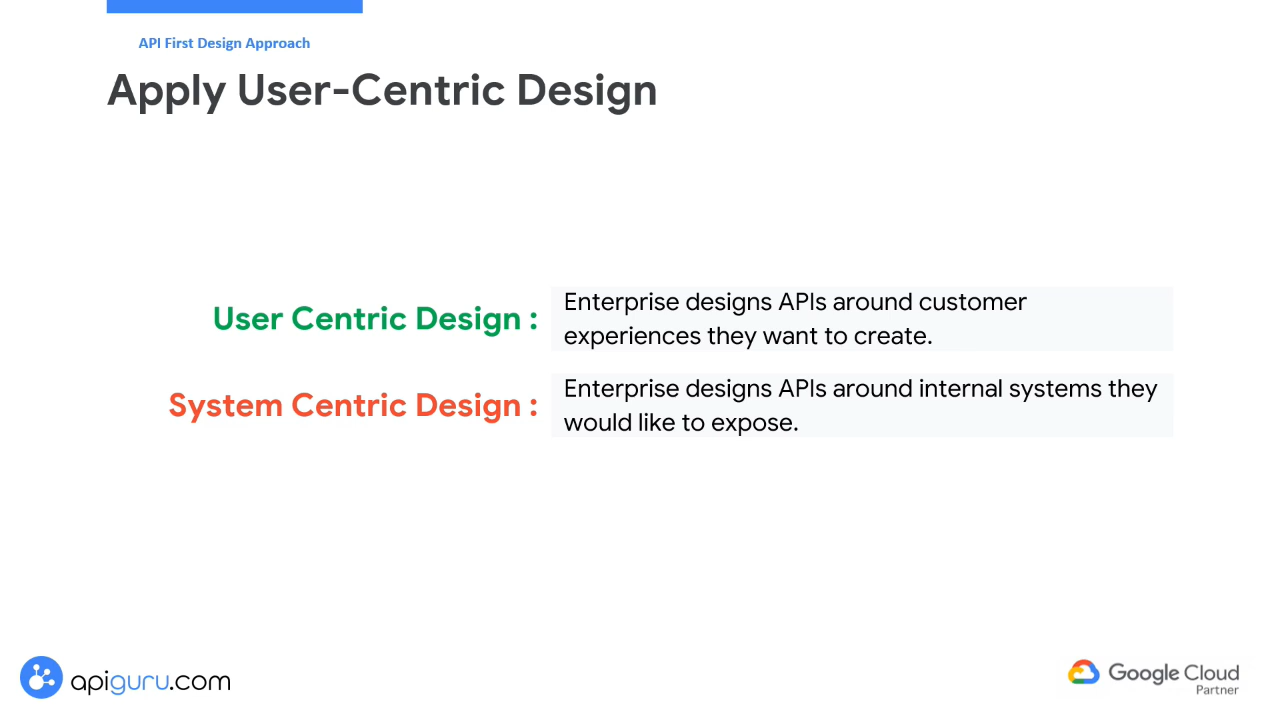 API First Design Approach
Apply User-Centric Design
User Centric Design :
Enterprise designs APIs around customer
experiences they want to create.
System Centric Design :
Enterprise designs APIs around internal systems they
would like to expose.
apiguru.com
Google Cloud
Partner